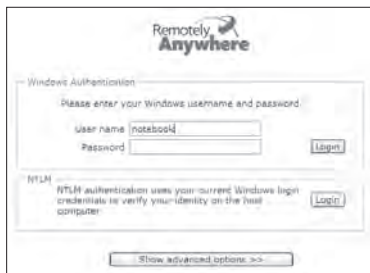 Remotely
Anywhere
Windows Authentication
Please enter your Windows username and password
User name notebook
Password
Login
NTLM
NTLM authentication uses your current Windows login
credentials to verify your identity on the host
computer
Login
Show advanced options >>